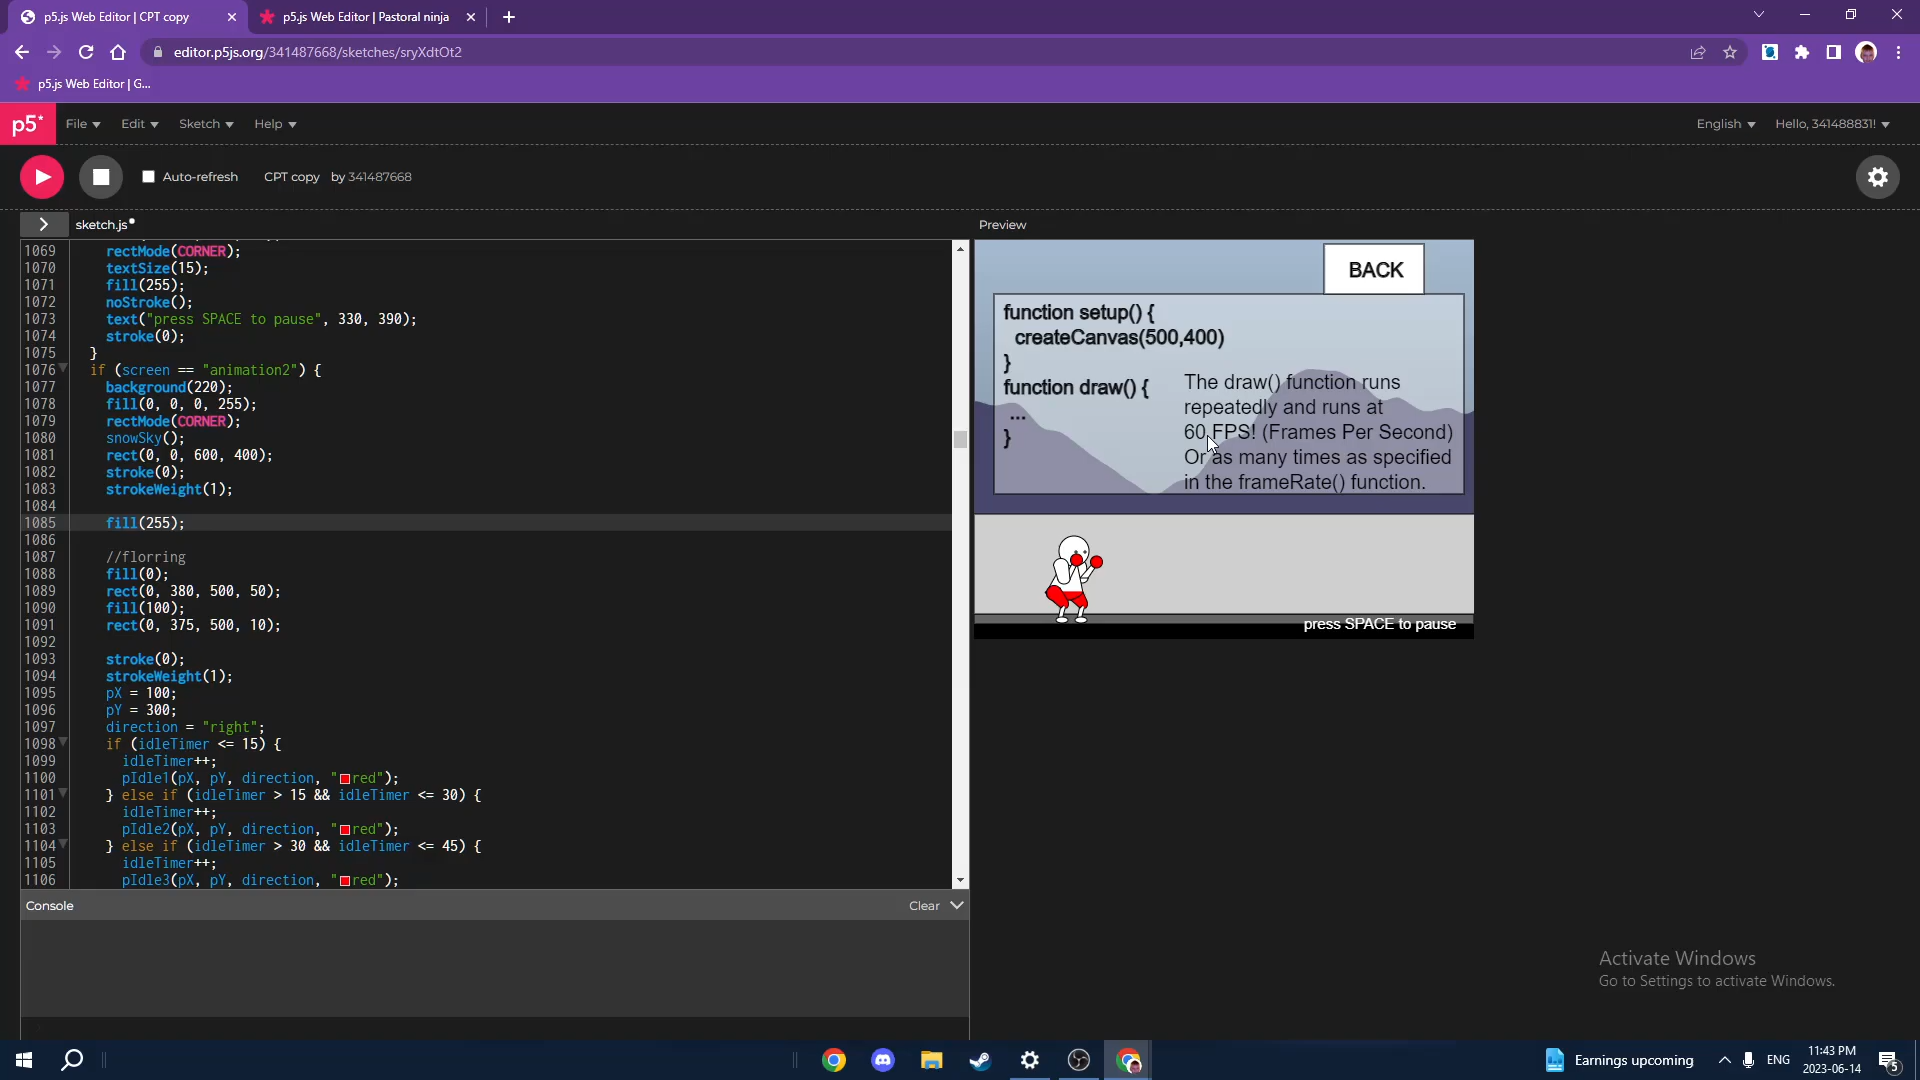 p5.js Web Editor | CPT copy
p5.js Web Editor | Pastoral ninja
editor.p5js.org/341487668/sketches/sryXdtOt2
p5.js Web Editor | G...
p5*
File
Edit
Sketch
Help
English
Hello, 341488831!
Auto-refresh
CPT copy
by 341487668
sketch.js
Preview
1069 rectMode(CORNER);
1070 textSize(15);
1071 fill(255);
1072 noStroke();
1073 text("press SPACE to pause", 330, 390);
1074 stroke(0);
1075 }
1076 if (screen == "animation2") {
1077 background(220);
1078 fill(0, 0, 0, 255);
1079 rectMode(CORNER);
1080 snowSky();
1081 rect(0, 0, 600, 400);
1082 stroke(0);
1083 strokeWeight(1);
1084
1085 fill(255);
1086
1087 //florring
1088 fill(0);
1089 rect(0, 380, 500, 50);
1090 fill(100);
1091 rect(0, 375, 500, 10);
1092
1093 stroke(0);
1094 strokeWeight(1);
1095 pX = 100;
1096 pY = 300;
1097 direction = "right";
1098 if (idleTimer <= 15) {
1099 idleTimer++;
1100 pIdle1(pX, pY, direction, "red");
1101 } else if (idleTimer > 15 && idleTimer <= 30) {
1102 idleTimer++;
1103 pIdle2(pX, pY, direction, "red");
1104 } else if (idleTimer > 30 && idleTimer <= 45) {
1105 idleTimer++;
1106 pIdle3(pX, pY, direction, "red");
Console
Clear
BACK
function setup() {
createCanvas(500,400)
}
function draw() {
...
}
The draw() function runs
repeatedly and runs at
60 FPS! (Frames Per Second)
Or as many times as specified
in the frameRate() function.
press SPACE to pause
Activate Windows
Go to Settings to activate Windows.
Earnings upcoming
ENG
11:43 PM
2023-06-14
5